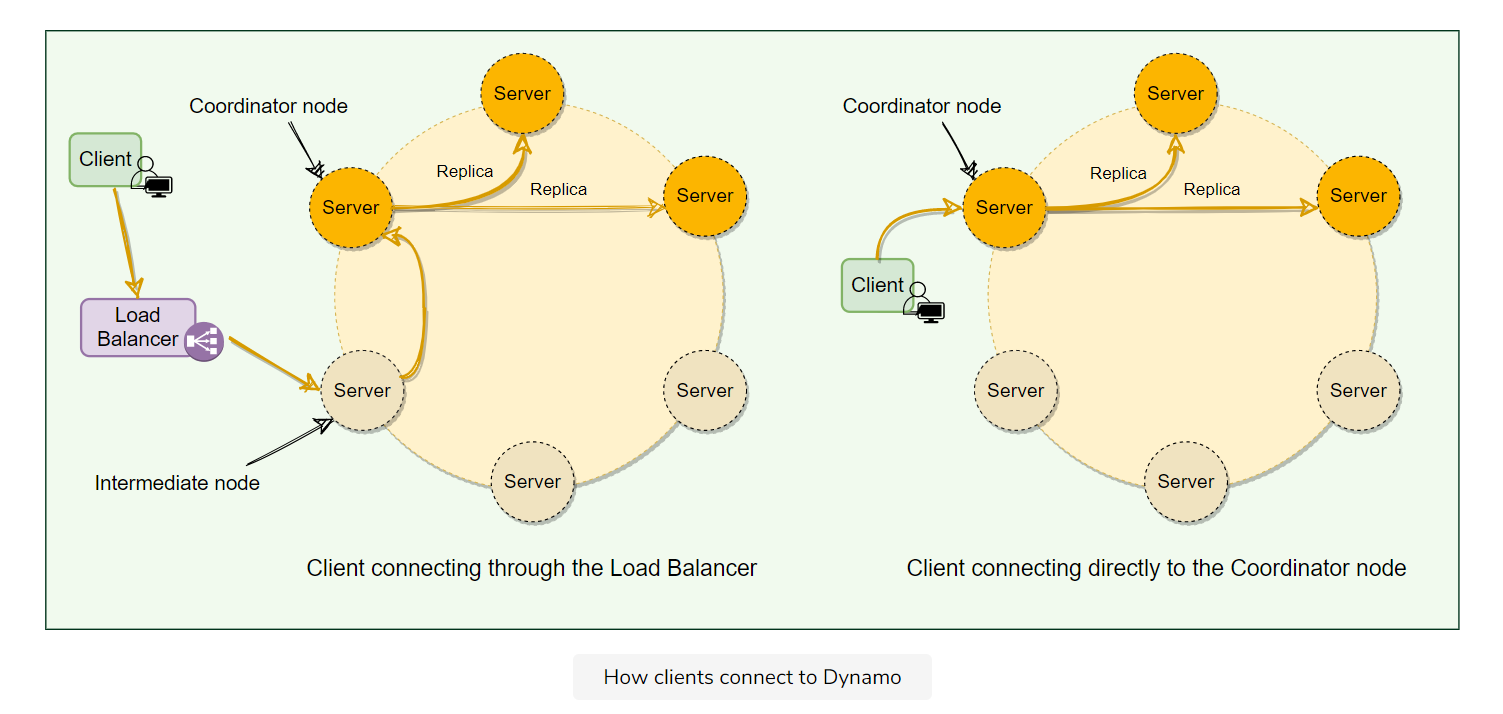 Coordinator node
Client
Server
Server
Server
Replica
Replica
Load
Balancer
Server
Server
Server
Intermediate node
Client connecting through the Load Balancer
Coordinator node
Server
Server
Server
Replica
Replica
Client
Server
Server
Server
Client connecting directly to the Coordinator node
How clients connect to Dynamo